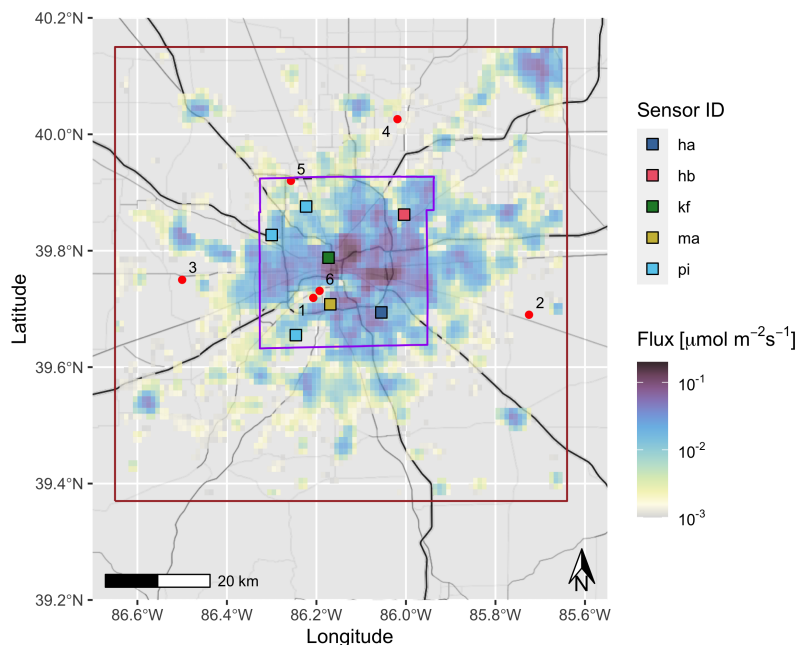 40.2°N
40.0°N
39.8°N
39.6°N
39.4°N
39.2°N
Latitude
86.6°W
86.4°W
86.2°W
86.0°W
85.8°W
85.6°W
Longitude
4
5
3
6
1
2
20 km
N
Sensor ID
ha
hb
kf
ma
pi
Flux [μmol m⁻²s⁻¹]
10⁻¹
10⁻²
10⁻³